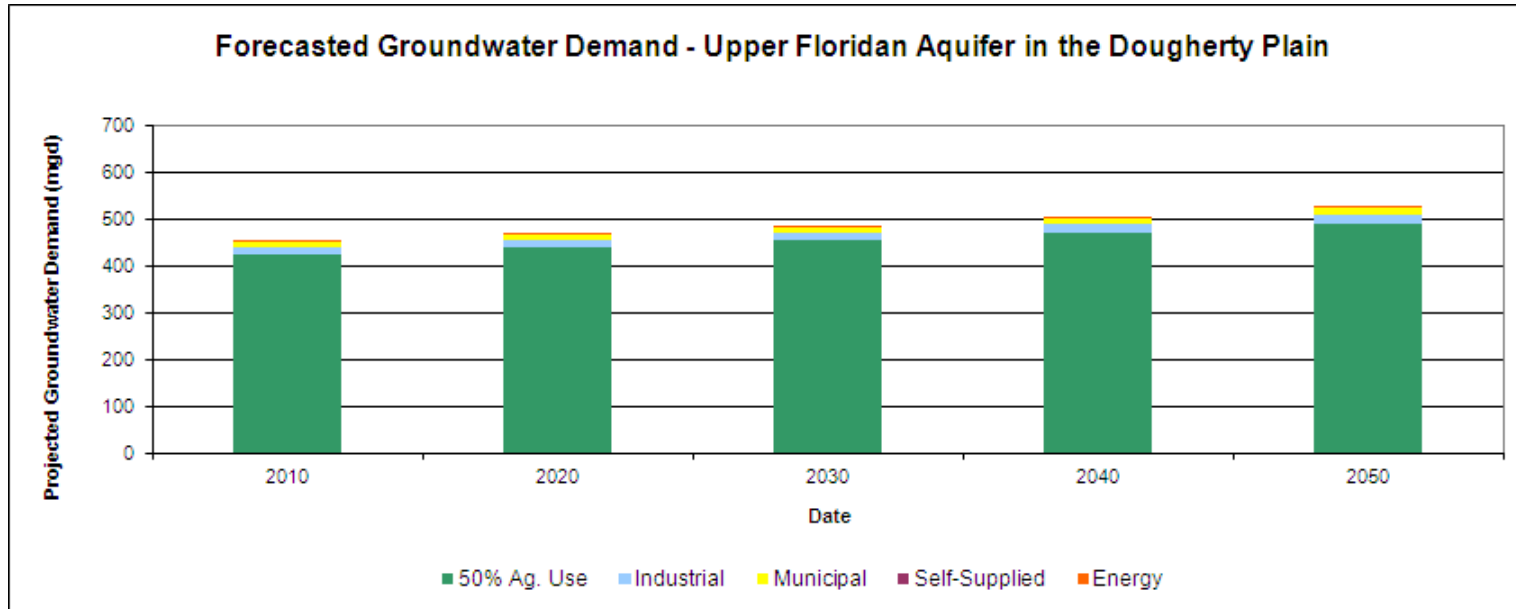 Forecasted Groundwater Demand - Upper Floridan Aquifer in the Dougherty Plain
Projected Groundwater Demand (mgd)
700
600
500
400
300
200
100
0
2010 2020 2030 2040 2050
Date
50% Ag. Use Industrial Municipal Self-Supplied Energy